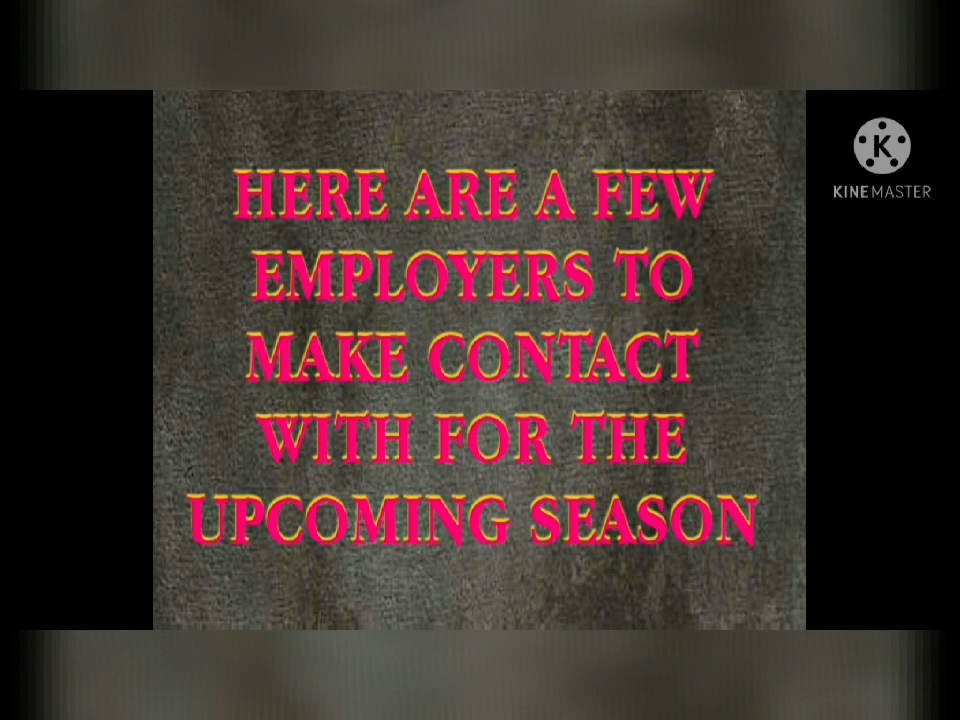 HERE ARE A FEW
EMPLOYERS TO
MAKE CONTACT
WITH FOR THE
UPCOMING SEASON
K
KINEMASTER